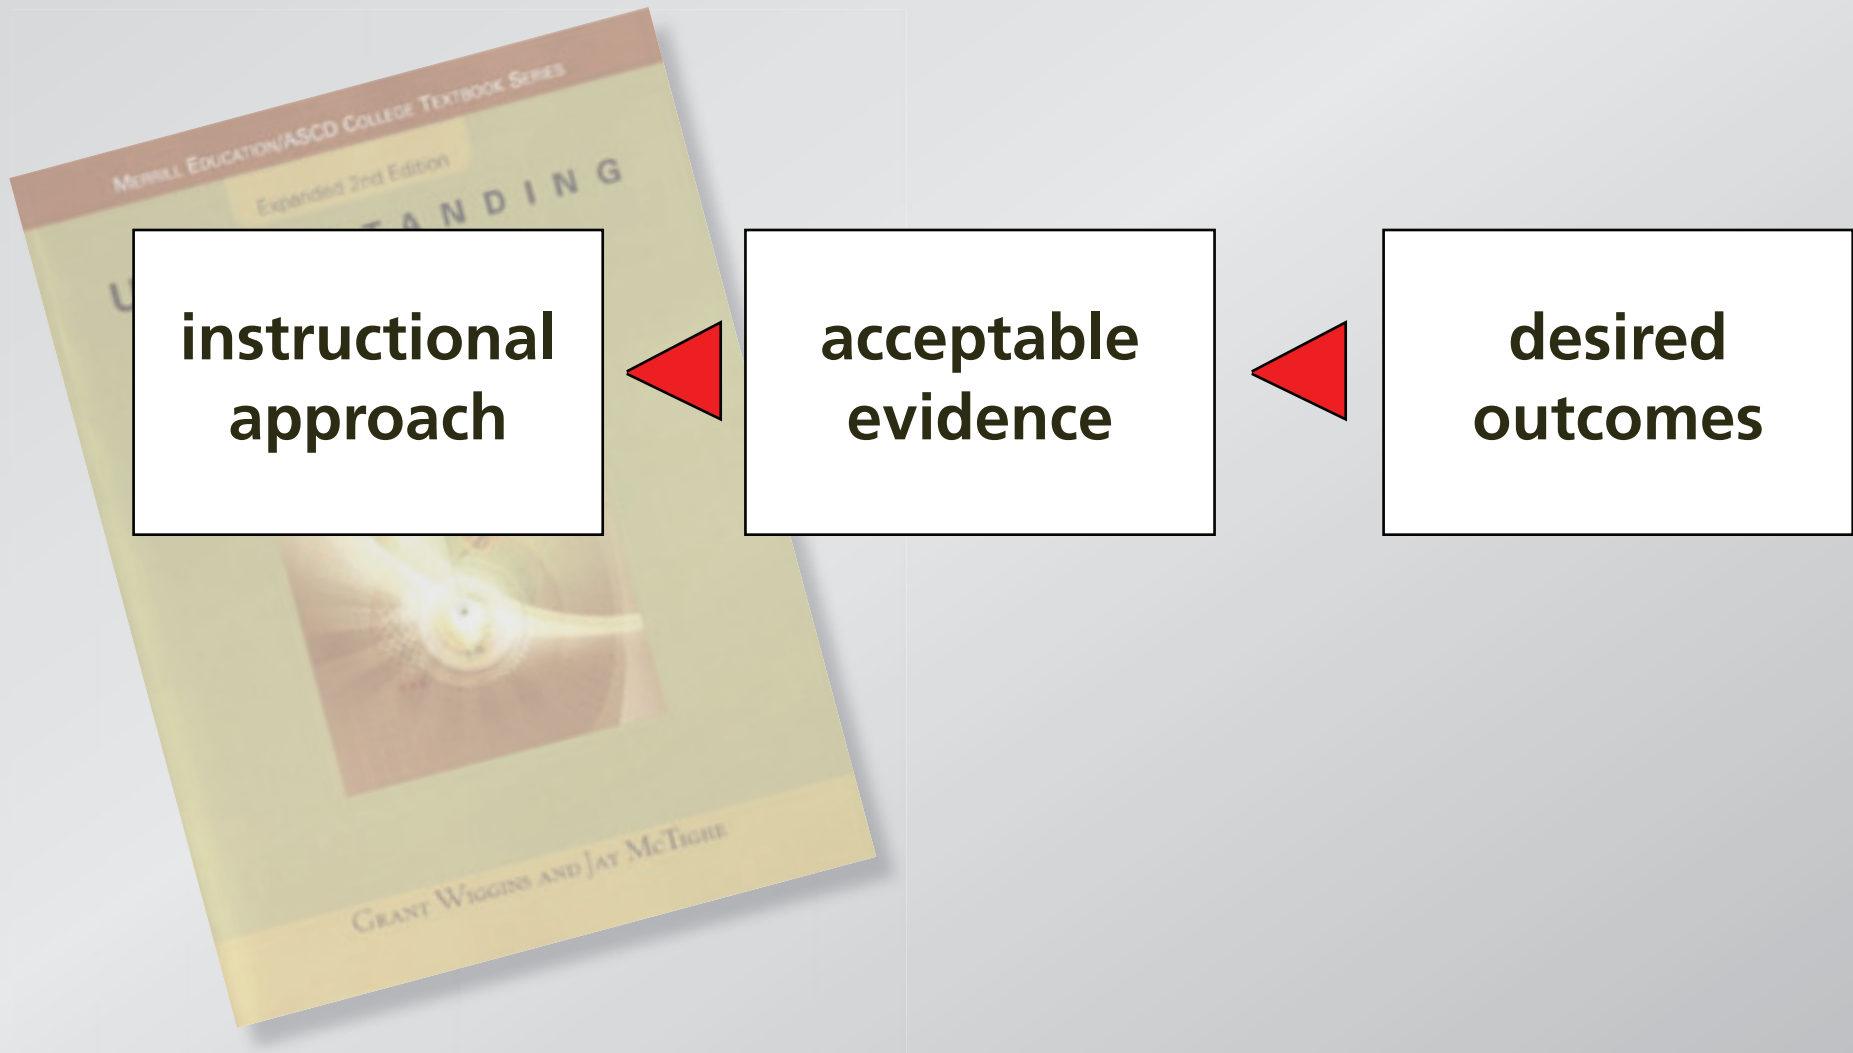 MERRILL EDUCATION/ASCD COLLEGE TEXTBOOK SERIES
Expanded 2nd Edition
instructional
approach
acceptable
evidence
desired
outcomes
GRANT WIGGINS AND JAY MCTIGHE